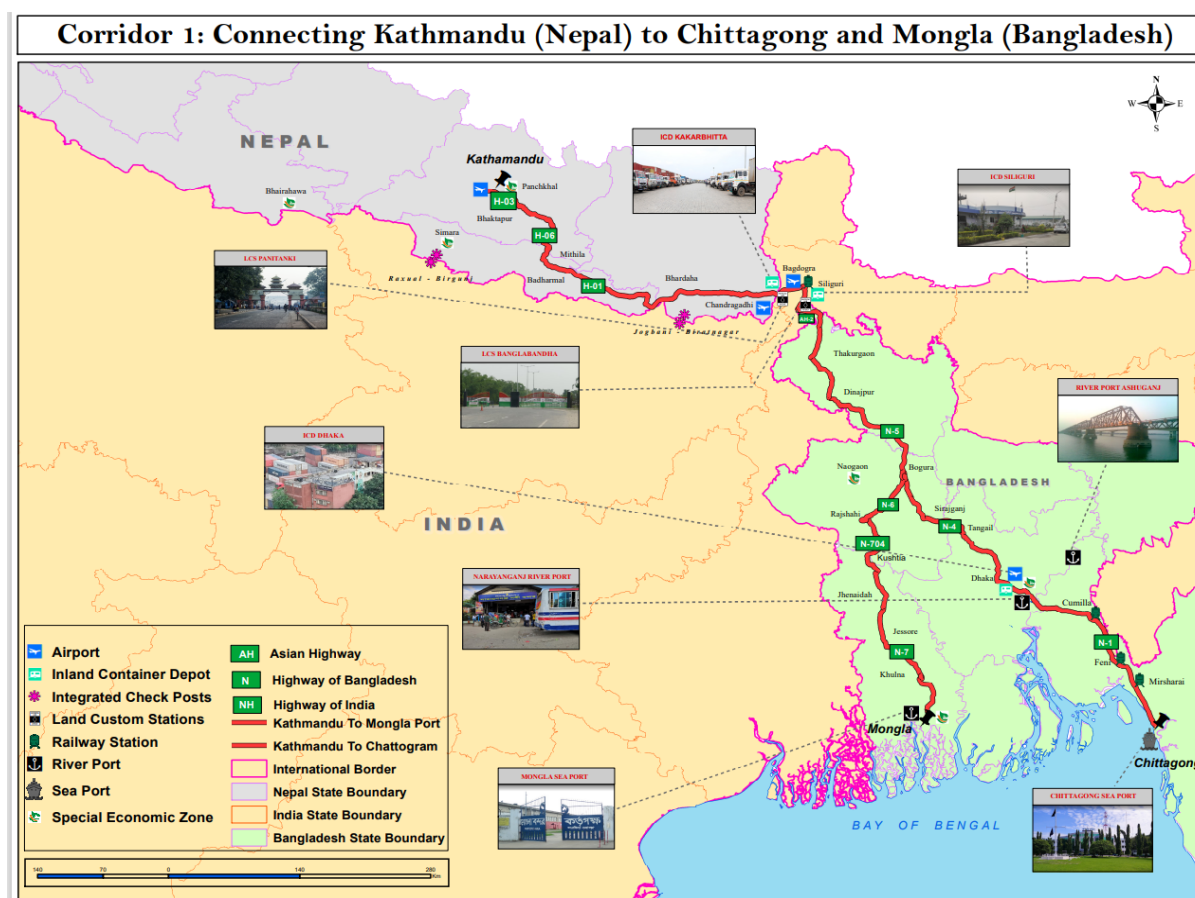 Corridor 1: Connecting Kathmandu (Nepal) to Chittagong and Mongla (Bangladesh)
N
W E
S
NEPAL
ICD KAKARBHITTA
Kathamandu
ICD SILIGURI
Panchkhal
Bhairahawa
H-03
Bhaktapur
Simara
H-06
LCS PANITANKI
Mithila
Raxual - Birgunj
Bardaha
Badharmal
H-01
Bagdogra
Siliguri
Chandragadhi
Jogbani - Birajnagar
AH-2
LCS BANGLABANDHA
Thakurgaon
RIVER PORT ASHUGANJ
Dinajpur
ICD DHAKA
N-5
Naogaon
Bogura
BANGLADESH
N-6
Sirajganj
Rajshahi
INDIA
N-4
Tangail
N-704
Kushtia
NARAYANGANJ RIVER PORT
Dhaka
Jhenaidah
Cumilla
Jessore
N-1
N-7
Feni
Khulna
Mirsharai
Mongla
Chittagong
MONGLA SEA PORT
CHITTAGONG SEA PORT
BAY OF BENGAL
Airport
AH Asian Highway
Inland Container Depot
N Highway of Bangladesh
Integrated Check Posts
NH Highway of India
Land Custom Stations
Kathmandu To Mongla Port
Railway Station
Kathmandu To Chattogram
River Port
International Border
Sea Port
Nepal State Boundary
Special Economic Zone
India State Boundary
Bangladesh State Boundary
140 70 0 140 280
Km